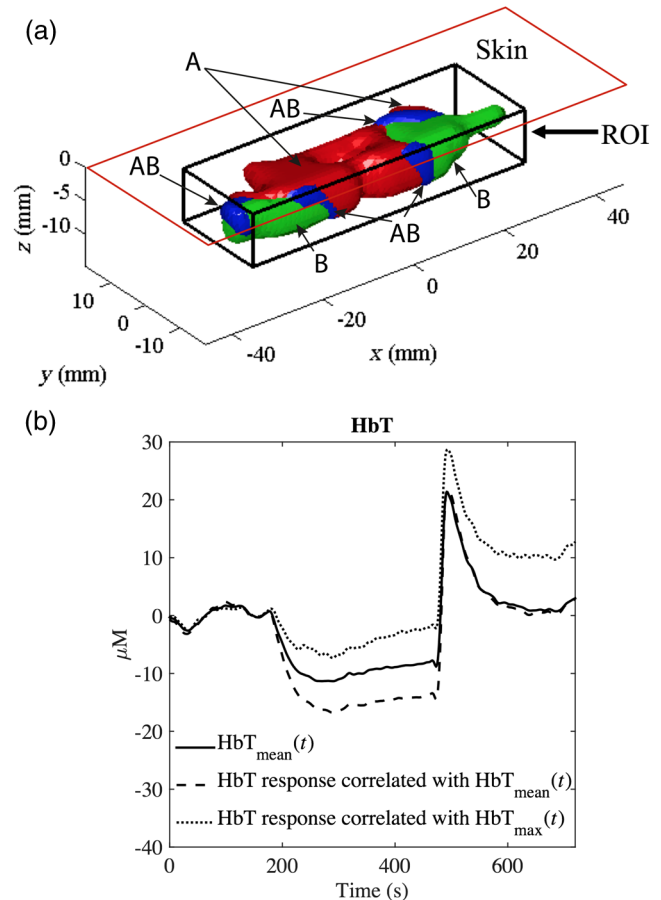 (a)
Skin
A
AB
ROI
AB
0
-5
-10
z (mm)
B
AB
B
40
20
0
-20
-40
x (mm)
10
0
-10
y (mm)
(b)
HbT
30
20
10
0
-10
-20
-30
-40
μM
HbTmean(t)
HbT response correlated with HbTmean(t)
HbT response correlated with HbTmax(t)
0
200
400
600
Time (s)